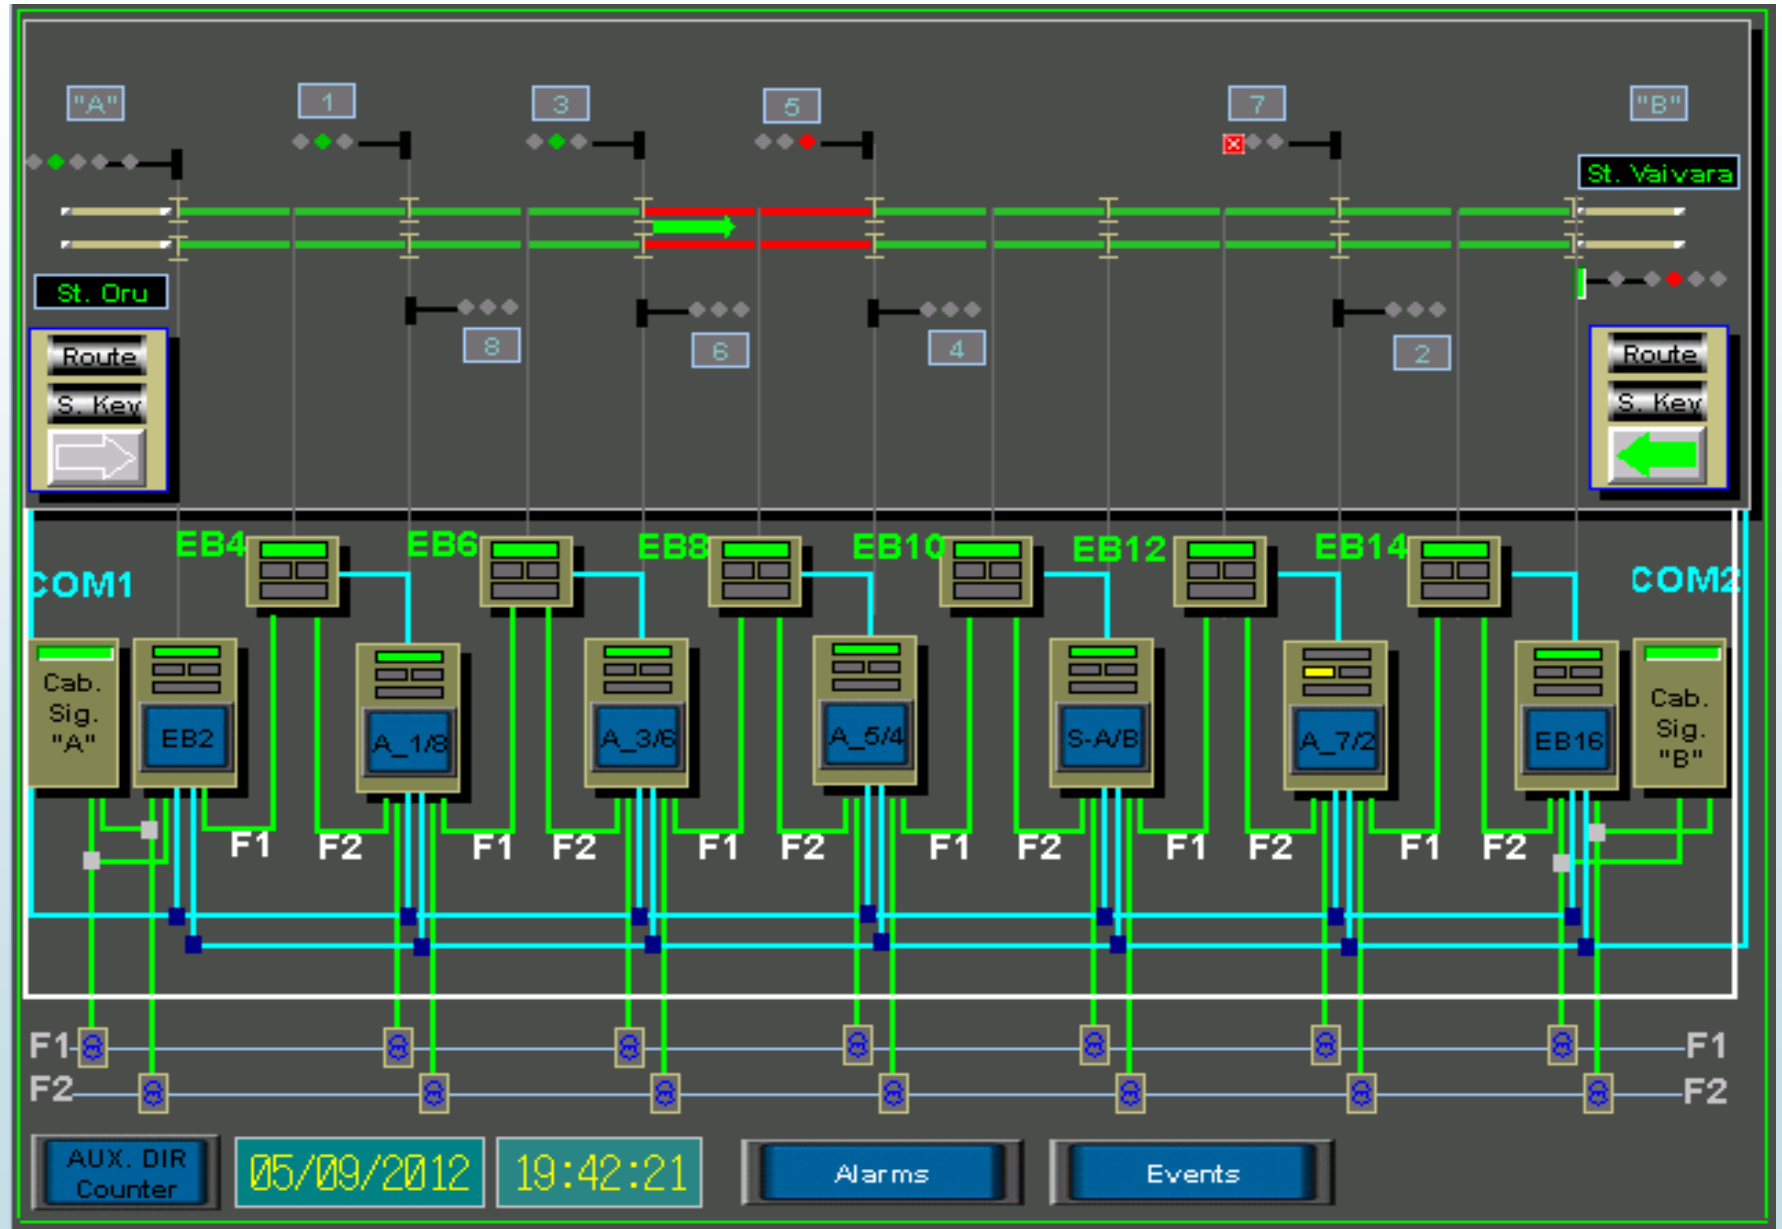 "A"
1
3
5
7
"B"
St. Vaivara
St. Oru
8
6
4
2
Route
S. Key
Route
S. Key
EB4
EB6
EB8
EB10
EB12
EB14
COM1
COM2
Cab.
Sig.
"A"
EB2
A_1/8
A_3/6
A_5/4
S-A/B
A_7/2
EB16
Cab.
Sig.
"B"
F1
F2
F1
F2
F1
F2
F1
F2
F1
F2
F1
F2
F1
F1
F2
F2
AUX. DIR
Counter
05/09/2012
19:42:21
Alarms
Events